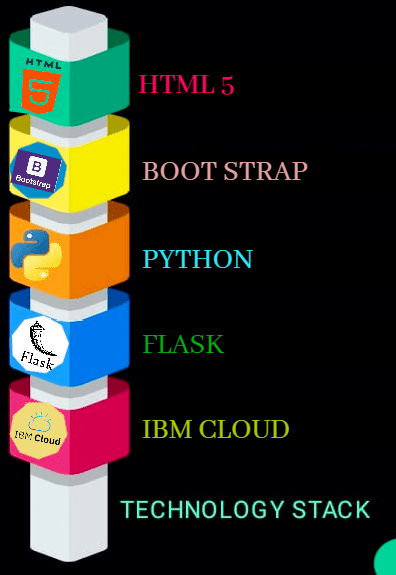 HTML
HTML 5
Bootstrap
BOOT STRAP
PYTHON
Flask
FLASK
IBM Cloud
IBM CLOUD
TECHNOLOGY STACK